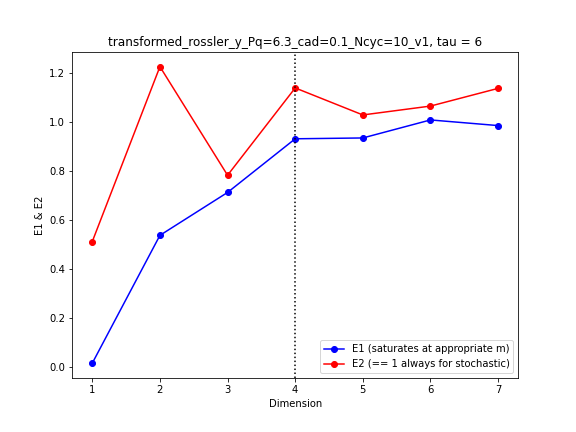 transformed_rossler_y_Pq=6.3_cad=0.1_Ncyc=10_v1, tau = 6
E1 & E2
1.2
1.0
0.8
0.6
0.4
0.2
0.0
E1 (saturates at appropriate m)
E2 (== 1 always for stochastic)
1 2 3 4 5 6 7
Dimension